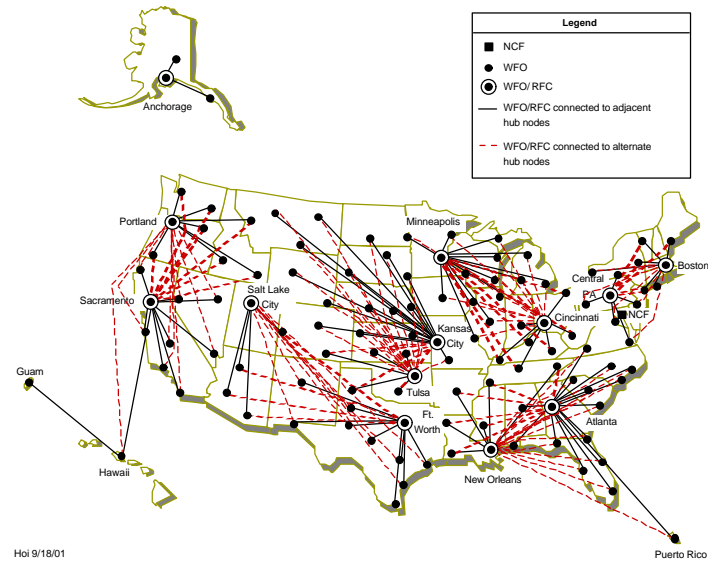 Legend
NCF
WFO
WFO/ RFC
WFO/RFC connected to adjacent
hub nodes
WFO/RFC connected to alternate
hub nodes
Anchorage
Portland
Minneapolis
Boston
Central
PA
NCF
Sacramento
Salt Lake
City
Kansas
City
Cincinnati
Tulsa
Guam
Ft.
Worth
Atlanta
Hawaii
New Orleans
Hoi 9/18/01
Puerto Rico